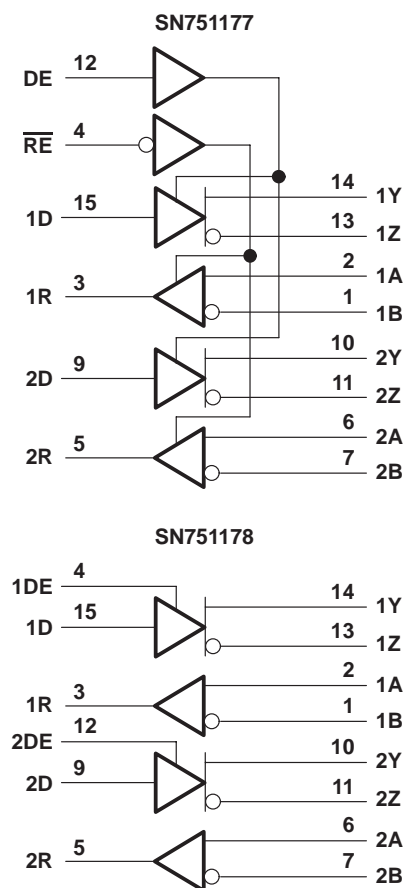 SN751177
DE 12
RE 4
14 1Y
1D 15
13 1Z
2 1A
1R 3
1 1B
10 2Y
2D 9
11 2Z
6 2A
2R 5
7 2B
SN751178
1DE 4
14 1Y
1D 15
13 1Z
2 1A
1R 3
1 1B
2DE 12
10 2Y
2D 9
11 2Z
6 2A
2R 5
7 2B